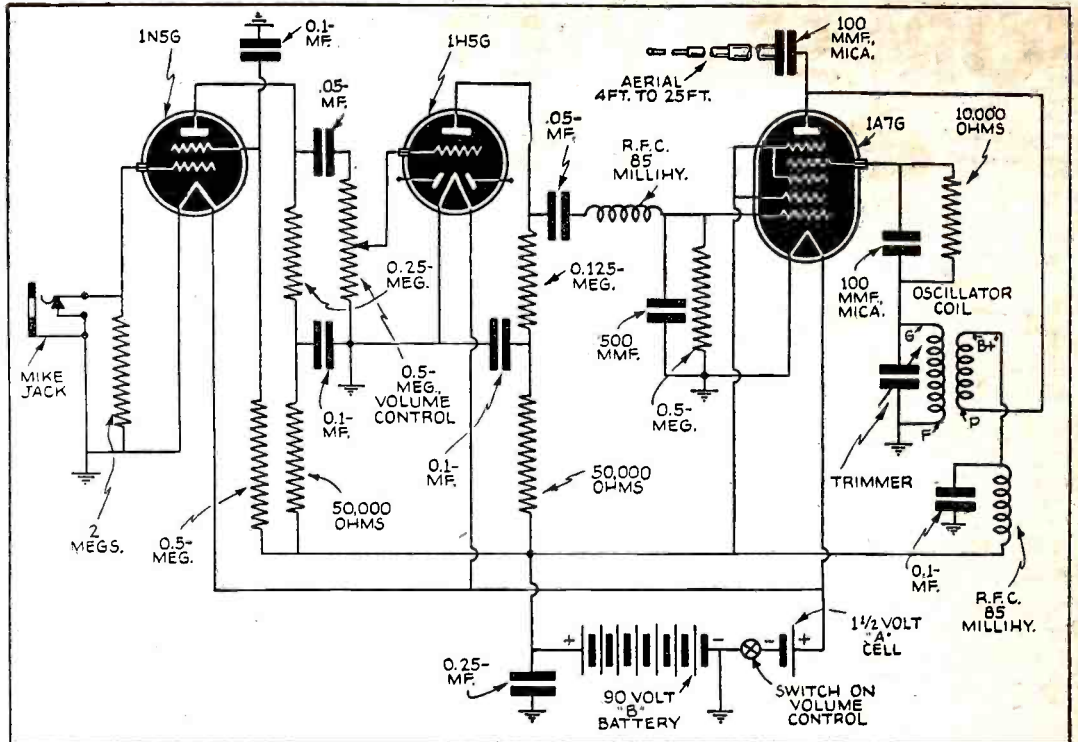 1N5G
0.1-
MF.
1H5G
.05-
MF.
100
MMF.,
MICA.
AERIAL
4FT. TO 25FT.
10,000
OHMS
1A7G
.05-
MF.
R.F.C.
85
MILLIHY.
0.25-
MEG.
0.125-
MEG.
100
MMF.,
MICA.
OSCILLATOR
COIL
MIKE
JACK
0.1-
MF.
0.5-
MEG.,
VOLUME
CONTROL
500
MMF.
G
B+
F
P
0.5-
MEG.
0.1-
MF.
TRIMMER
2
MEGS.
0.5-
MEG.
50,000
OHMS
50,000
OHMS
0.1-
MF.
R.F.C.
85
MILLIHY.
0.25-
MF.
+
-
-
+
1 1/2 VOLT
"A"
CELL
90 VOLT
"B"
BATTERY
SWITCH ON
VOLUME
CONTROL